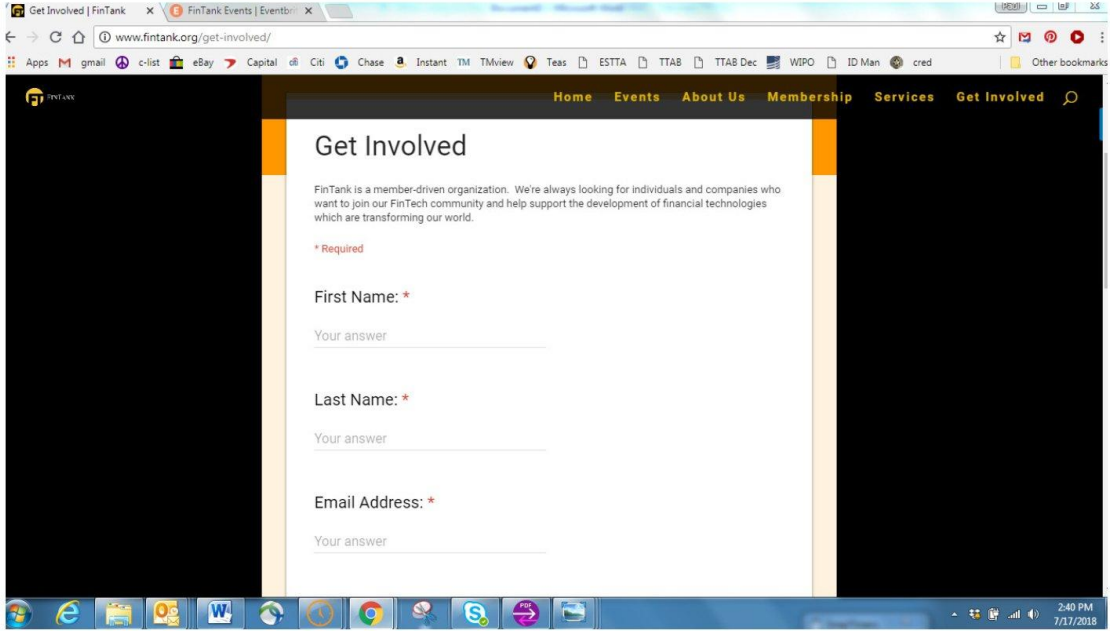 Get Involved | FinTank
FinTank Events | Eventbri
www.fintank.org/get-involved/
Apps gmail c-list eBay Capital citi Citi Chase Instant TM TMview Teas ESTTA TTAB TTAB Dec WIPO ID Man cred Other bookmarks
FINTANK
Home Events About Us Membership Services Get Involved
Get Involved
FinTank is a member-driven organization. We're always looking for individuals and companies who
want to join our FinTech community and help support the development of financial technologies
which are transforming our world.
* Required
First Name: *
Your answer
Last Name: *
Your answer
Email Address: *
Your answer
PDF
2:40 PM
7/17/2018